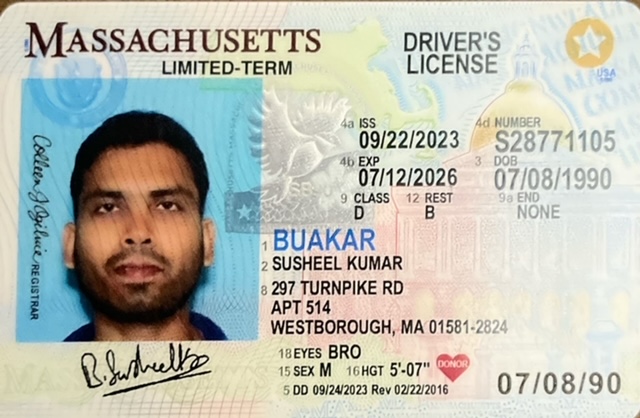 MASSACHUSETTS
LIMITED-TERM
DRIVER'S
LICENSE
USA
4a ISS
09/22/2023
4d NUMBER
S28771105
4b EXP
07/12/2026
3 DOB
07/08/1990
9 CLASS
D
12 REST
B
9a END
NONE
1 BUAKAR
2 SUSHEEL KUMAR
8 297 TURNPIKE RD
APT 514
WESTBOROUGH, MA 01581-2824
18 EYES BRO
15 SEX M 16 HGT 5'-07"
DONOR
5 DD 09/24/2023 Rev 02/22/2016
07/08/90
Colleen J. Ogilvie REGISTRAR